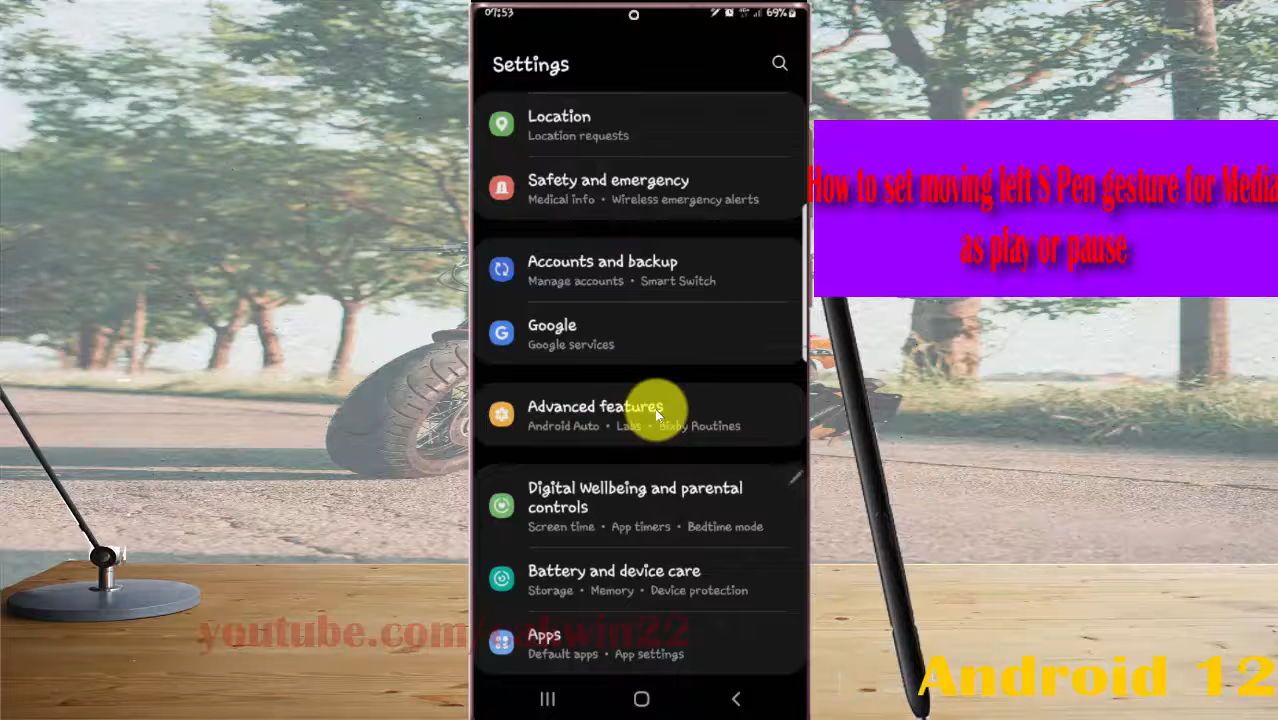 07:53
69%
Settings
Location
Location requests
Safety and emergency
Medical info • Wireless emergency alerts
Accounts and backup
Manage accounts • Smart Switch
Google
Google services
Advanced features
Android Auto • Labs • Bixby Routines
Digital Wellbeing and parental
controls
Screen time • App timers • Bedtime mode
Battery and device care
Storage • Memory • Device protection
Apps
Default apps • App settings
How to set moving left S Pen gesture for Media
as play or pause
youtube.com/
Android 12